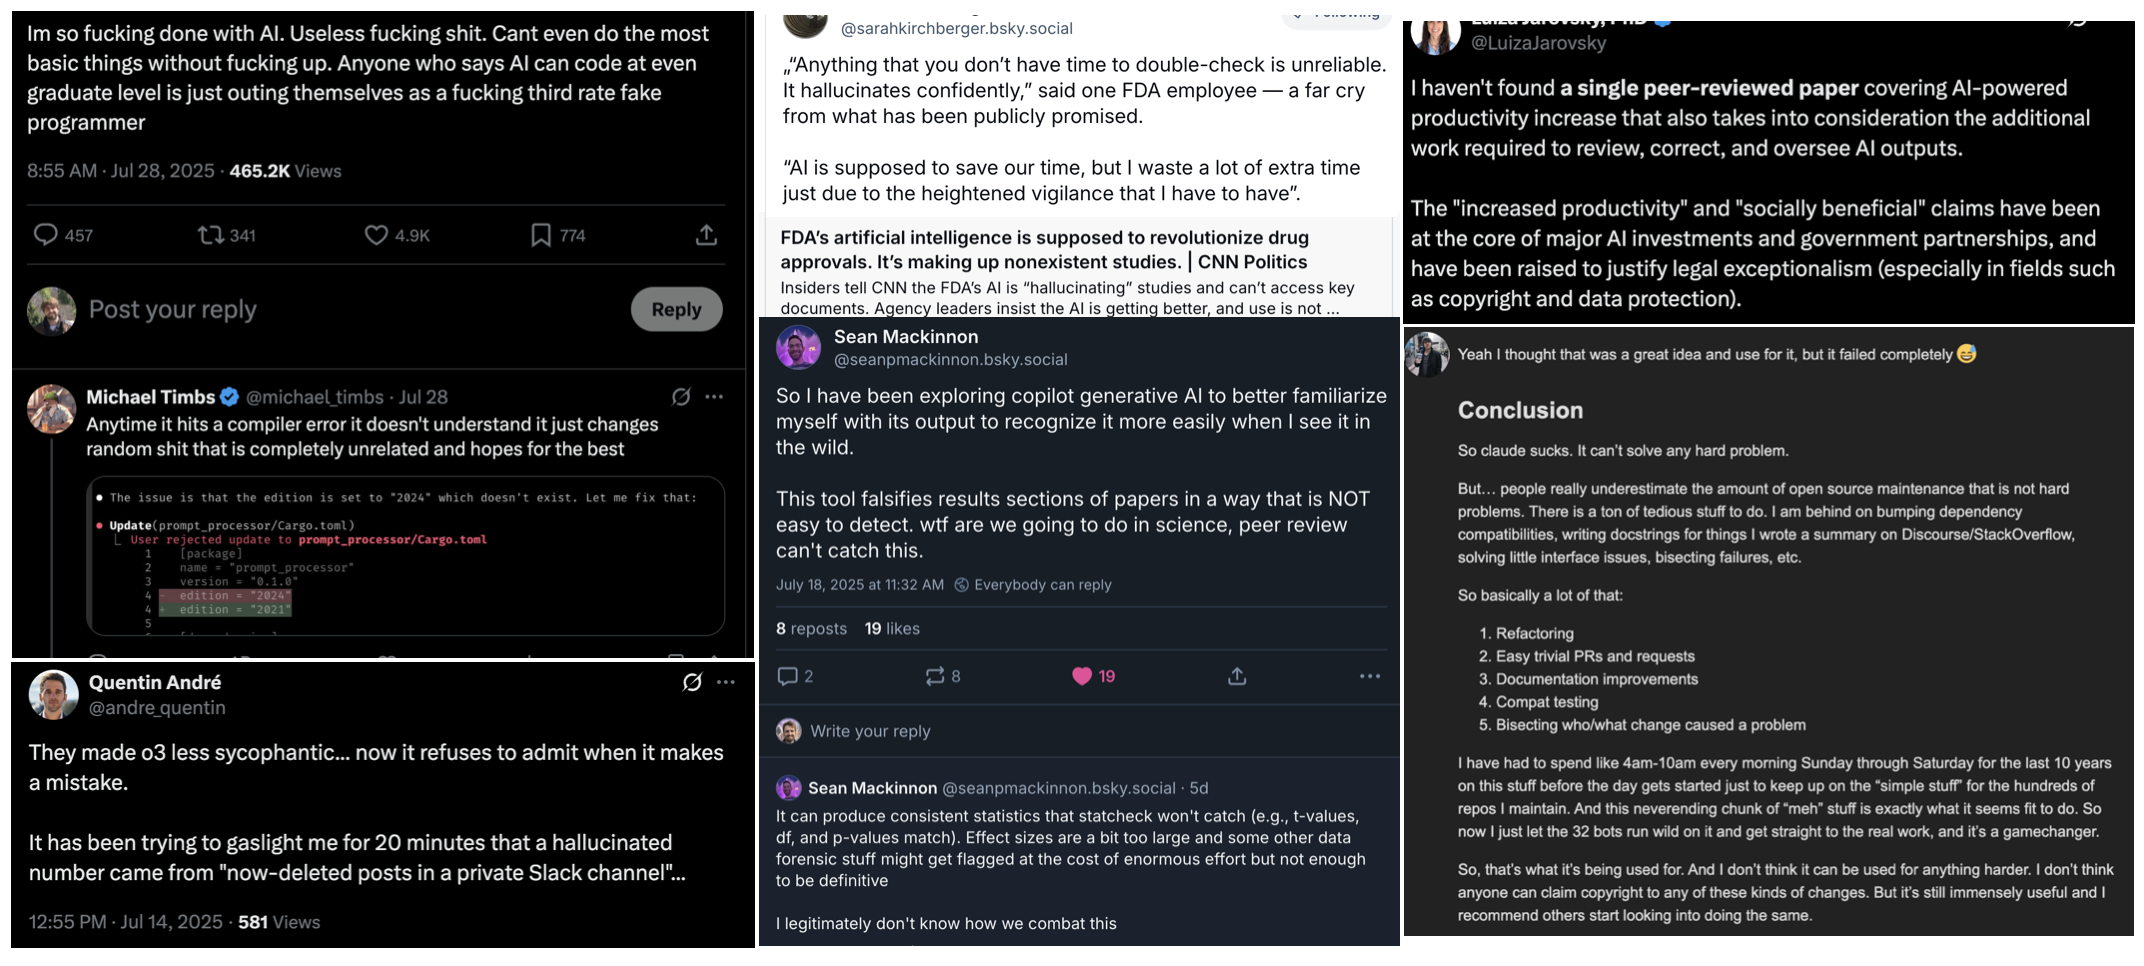 Im so fucking done with AI. Useless fucking shit. Cant even do the most
basic things without fucking up. Anyone who says AI can code at even
graduate level is just outing themselves as a fucking third rate fake
programmer
8:55 AM · Jul 28, 2025 · 465.2K Views
457 341 4.9K 774
Post your reply
Reply
Michael Timbs @michael_timbs · Jul 28
Anytime it hits a compiler error it doesn't understand it just changes
random shit that is completely unrelated and hopes for the best
The issue is that the edition is set to "2024" which doesn't exist. Let me fix that:
Update(prompt_processor/Cargo.toml)
User rejected update to prompt_processor/Cargo.toml
1 [package]
2 name = "prompt_processor"
3 version = "0.1.0"
4 - edition = "2024"
4 + edition = "2021"
5
Quentin André
@andre_quentin
They made o3 less sycophantic... now it refuses to admit when it makes
a mistake.
It has been trying to gaslight me for 20 minutes that a hallucinated
number came from "now-deleted posts in a private Slack channel"...
12:55 PM · Jul 14, 2025 · 581 Views
@sarahkirchberger.bsky.social
„“Anything that you don’t have time to double-check is unreliable.
It hallucinates confidently,” said one FDA employee — a far cry
from what has been publicly promised.
“AI is supposed to save our time, but I waste a lot of extra time
just due to the heightened vigilance that I have to have”.
FDA’s artificial intelligence is supposed to revolutionize drug
approvals. It’s making up nonexistent studies. | CNN Politics
Insiders tell CNN the FDA’s AI is “hallucinating” studies and can’t access key
documents. Agency leaders insist the AI is getting better, and use is not ...
Sean Mackinnon
@seanpmackinnon.bsky.social
So I have been exploring copilot generative AI to better familiarize
myself with its output to recognize it more easily when I see it in
the wild.
This tool falsifies results sections of papers in a way that is NOT
easy to detect. wtf are we going to do in science, peer review
can't catch this.
July 18, 2025 at 11:32 AM Everybody can reply
8 reposts 19 likes
2 8 19
Write your reply
Sean Mackinnon @seanpmackinnon.bsky.social · 5d
It can produce consistent statistics that statcheck won't catch (e.g., t-values,
df, and p-values match). Effect sizes are a bit too large and some other data
forensic stuff might get flagged at the cost of enormous effort but not enough
to be definitive
I legitimately don't know how we combat this
Luiza Jarovsky, PhD
@LuizaJarovsky
I haven't found a single peer-reviewed paper covering AI-powered
productivity increase that also takes into consideration the additional
work required to review, correct, and oversee AI outputs.
The "increased productivity" and "socially beneficial" claims have been
at the core of major AI investments and government partnerships, and
have been raised to justify legal exceptionalism (especially in fields such
as copyright and data protection).
Yeah I thought that was a great idea and use for it, but it failed completely 😅
Conclusion
So claude sucks. It can’t solve any hard problem.
But… people really underestimate the amount of open source maintenance that is not hard
problems. There is a ton of tedious stuff to do. I am behind on bumping dependency
compatibilities, writing docstrings for things I wrote a summary on Discourse/StackOverflow,
solving little interface issues, bisecting failures, etc.
So basically a lot of that:
1. Refactoring
2. Easy trivial PRs and requests
3. Documentation improvements
4. Compat testing
5. Bisecting who/what change caused a problem
I have had to spend like 4am-10am every morning Sunday through Saturday for the last 10 years
on this stuff before the day gets started just to keep up on the “simple stuff” for the hundreds of
repos I maintain. And this neverending chunk of “meh” stuff is exactly what it seems fit to do. So
now I just let the 32 bots run wild on it and get straight to the real work, and it’s a gamechanger.
So, that’s what it’s being used for. And I don’t think it can be used for anything harder. I don’t think
anyone can claim copyright to any of these kinds of changes. But it’s still immensely useful and I
recommend others start looking into doing the same.